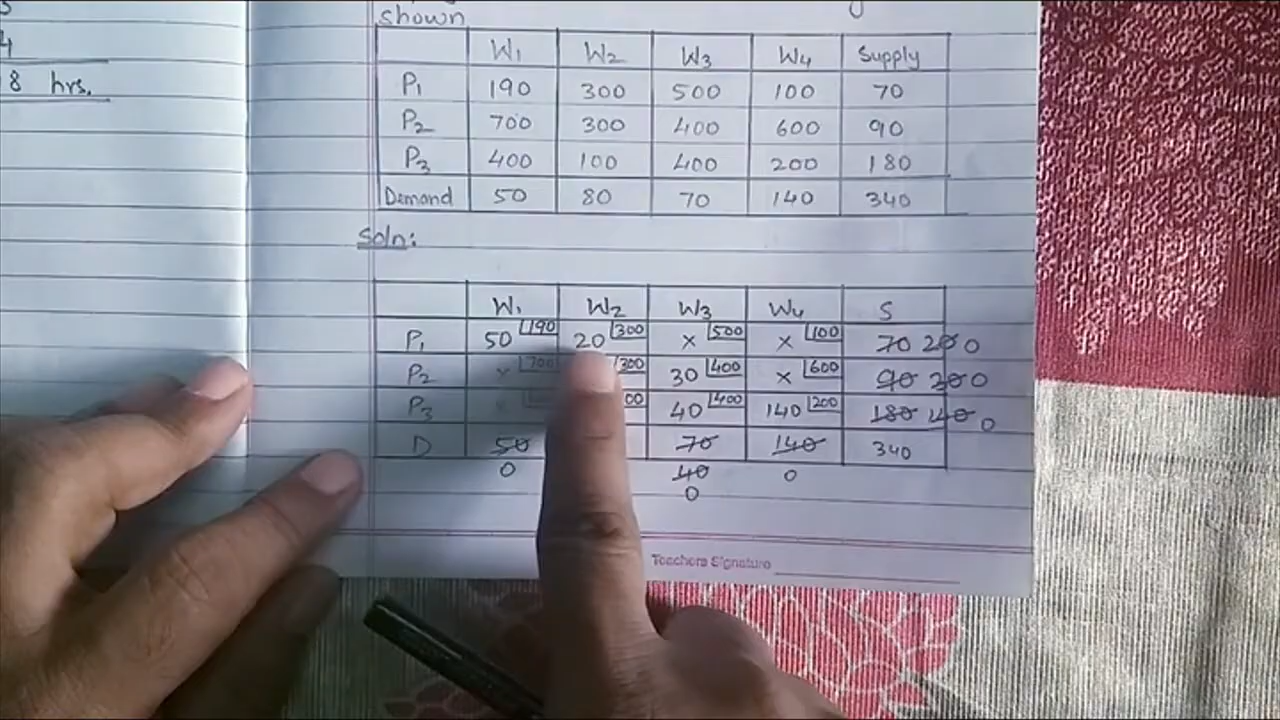 4
8 hrs.
shown
W₁ W₂ W₃ W₄ Supply
P₁ 190 300 500 100 70
P₂ 700 300 400 600 90
P₃ 400 100 400 200 180
Demand 50 80 70 140 340
Soln:
W₁ W₂ W₃ W₄ S
P₁ 50 190 20 300 × 500 × 100 70 20 0
P₂ × 700 300 30 400 × 600 90 30 0
P₃ 00 40 400 140 200 180 40 0
D 50 70 140 340
0 40 0
0
Teachers Signature